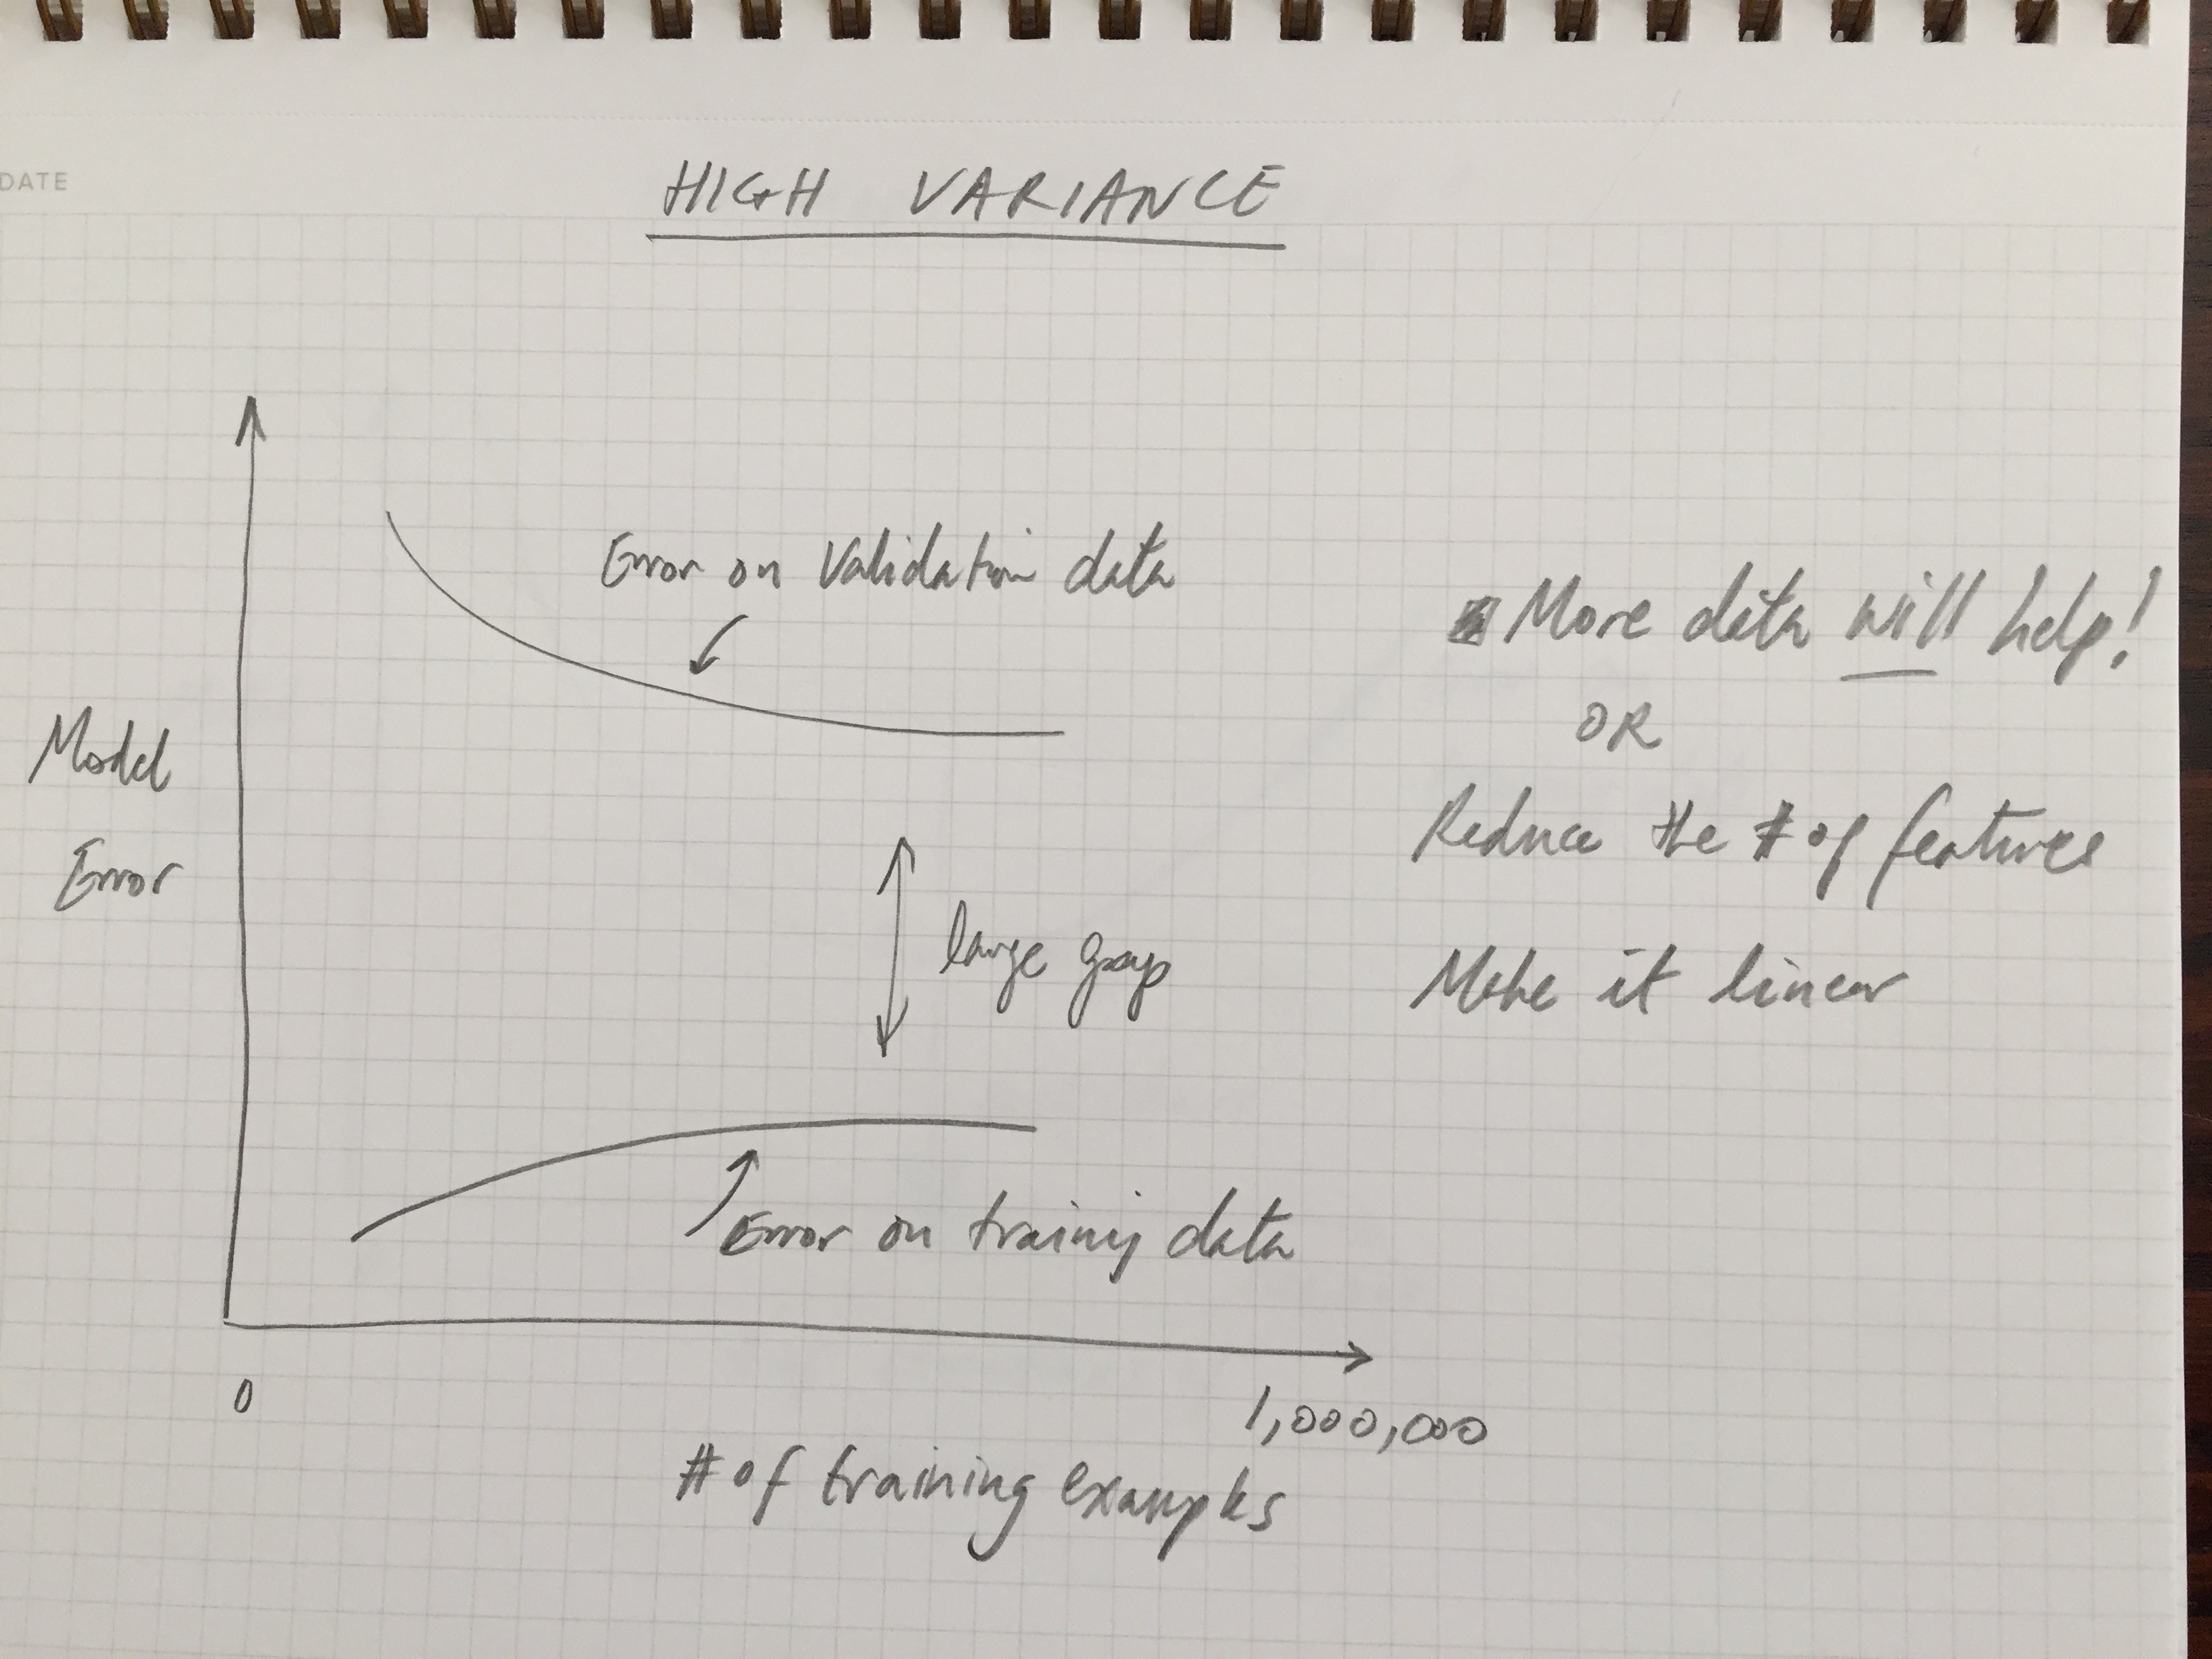 DATE
HIGH VARIANCE
Model
Error
Error on validation data
large gap
Error on training data
0
1,000,000
# of training examples
More data will help!
OR
Reduce the # of features
Make it linear